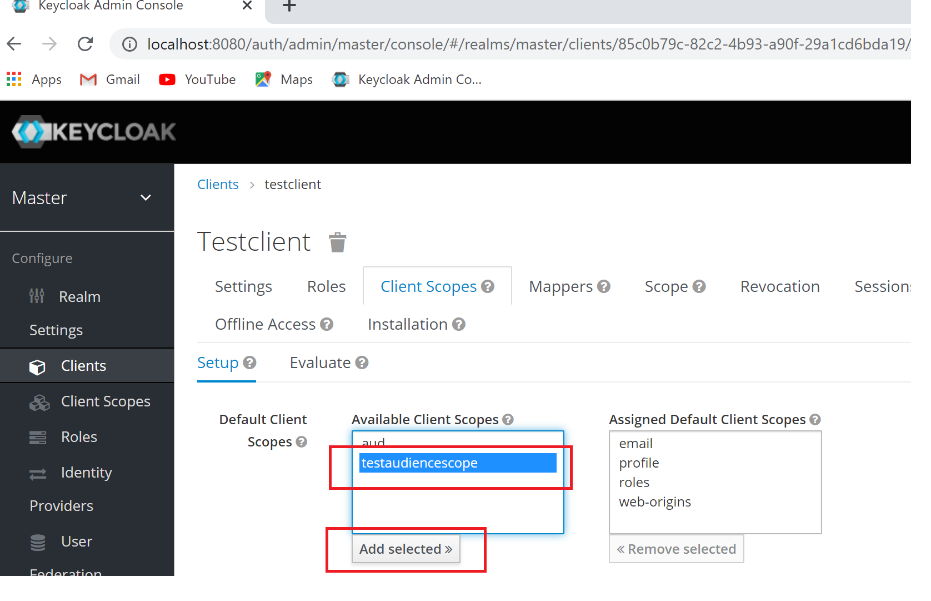 Keycloak Admin Console
localhost:8080/auth/admin/master/console/#/realms/master/clients/85c0b79c-82c2-4b93-a90f-29a1cd6bda19/
Apps Gmail YouTube Maps Keycloak Admin Co...
KEYCLOAK
Master
Clients > testclient
Testclient
Configure
Settings Roles Client Scopes Mappers Scope Revocation Sessions
Realm
Settings
Offline Access Installation
Clients
Setup Evaluate
Client Scopes
Roles
Identity
Providers
User
Federation
Default Client
Scopes
Available Client Scopes
aud
testaudiencescope
Add selected »
Assigned Default Client Scopes
email
profile
roles
web-origins
« Remove selected